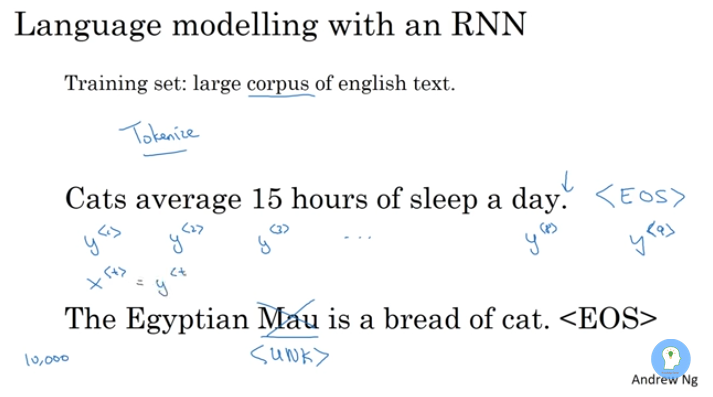 Language modelling with an RNN
Training set: large corpus of english text.
Tokenize
Cats average 15 hours of sleep a day. <EOS>
y<1> y<2> y<3> ... y<8> y<9>
x<t> = y<t
The Egyptian Mau is a bread of cat. <EOS>
10,000 <UNK>
Andrew Ng